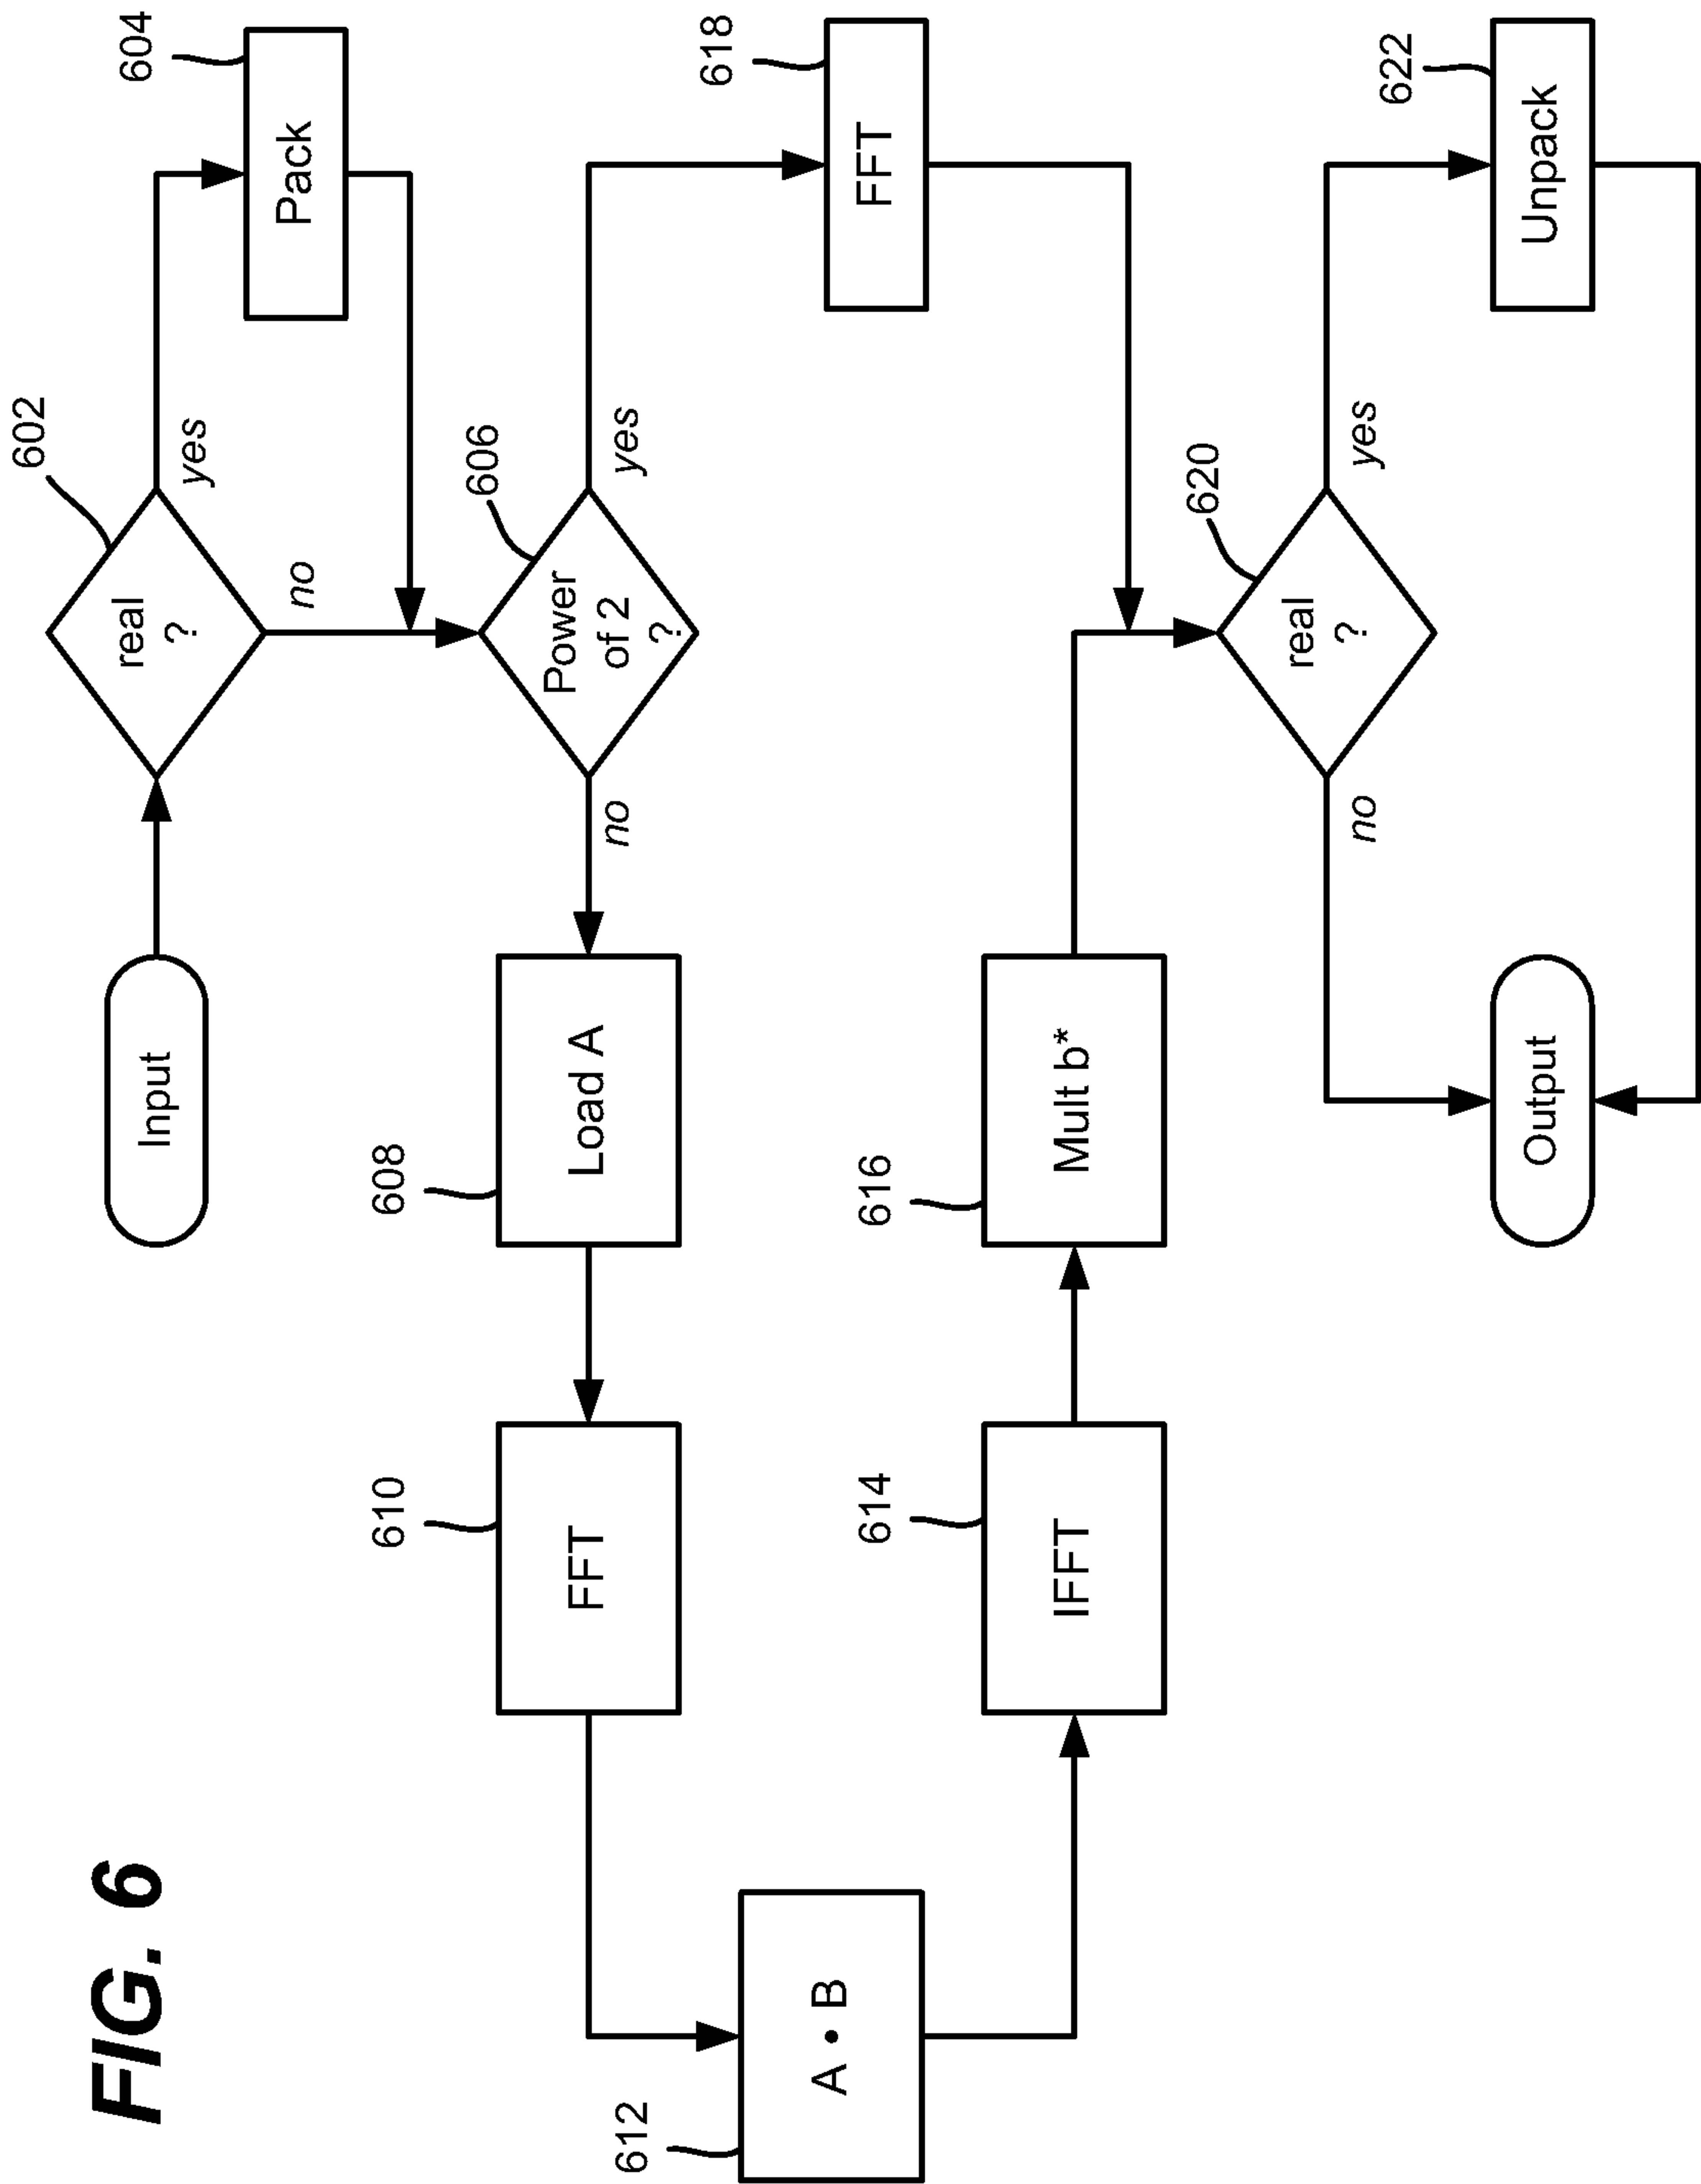 FIG. 6
Input
real
?
602
yes
no
Pack
604
Power
of 2
?
606
yes
no
Load A
608
FFT
610
A • B
612
IFFT
614
Mult b*
616
FFT
618
real
?
620
yes
no
Unpack
622
Output